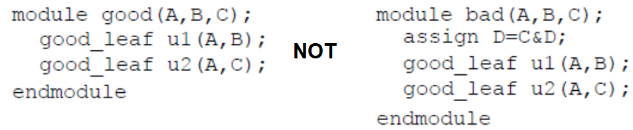 module good(A,B,C);
good_leaf u1(A,B);
good_leaf u2(A,C);
endmodule
NOT
module bad(A,B,C);
assign D=C&D;
good_leaf u1(A,B);
good_leaf u2(A,C);
endmodule